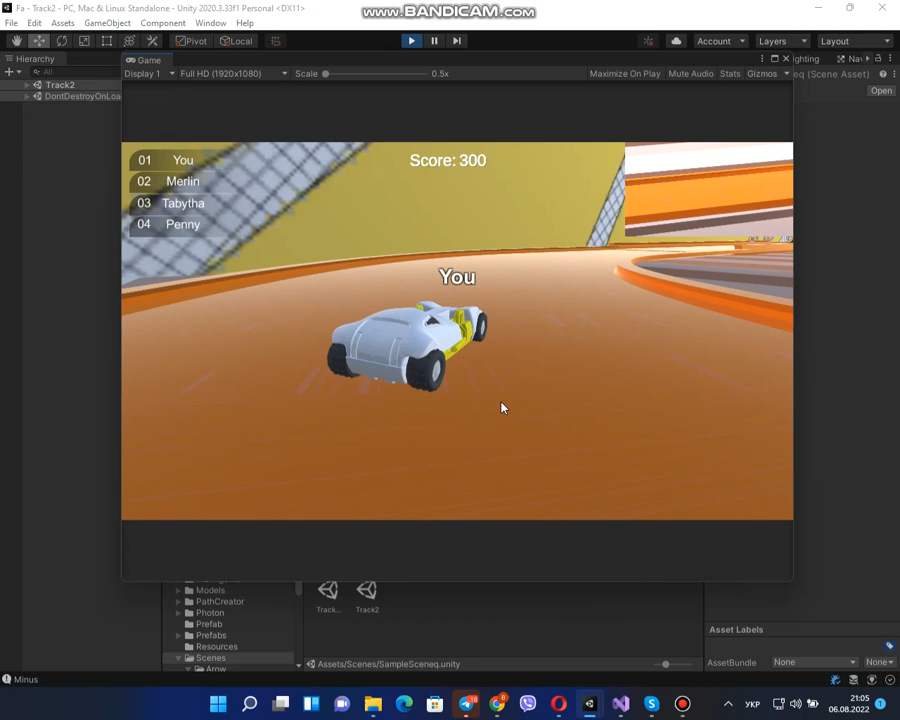 Fa - Track2 - PC, Mac & Linux Standalone - Unity 2020.3.33f1 Personal <DX11>
www.BANDICAM.com
File Edit Assets GameObject Component Window Help
Pivot Local Account Layers Layout
Hierarchy
Game
All
Display 1 Full HD (1920x1080) Scale 0.5x Maximize On Play Mute Audio Stats Gizmos
Open
Track2
DontDestroyOnLoa
01 You
Score: 300
02 Merlin
03 Tabytha
04 Penny
You
Models
PathCreator
Photon
Prefab
Prefabs
Resources
Scenes
Arow
Track... Track2
Assets/Scenes/SampleSceneq.unity
Asset Labels
AssetBundle None None
Minus
УКР
21:05
06.08.2022